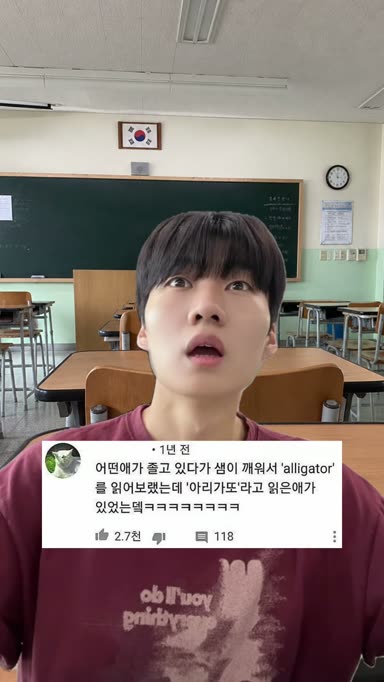 • 1년 전
어떤애가 졸고 있다가 샘이 깨워서 'alligator'
를 읽어보랬는데 '아리가또'라고 읽은애가
있었는뎈ㅋㅋㅋㅋㅋㅋㅋㅋ
2.7천 118
you'll do
everything